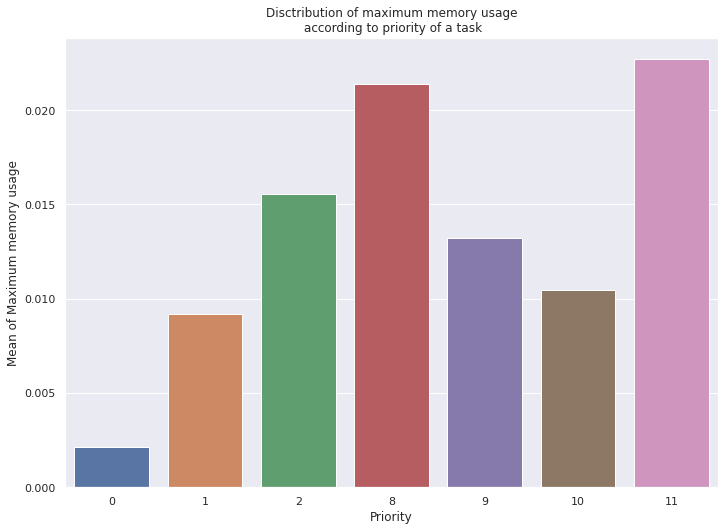 Disctribution of maximum memory usage
according to priority of a task
Mean of Maximum memory usage
0.020
0.015
0.010
0.005
0.000
0 1 2 8 9 10 11
Priority